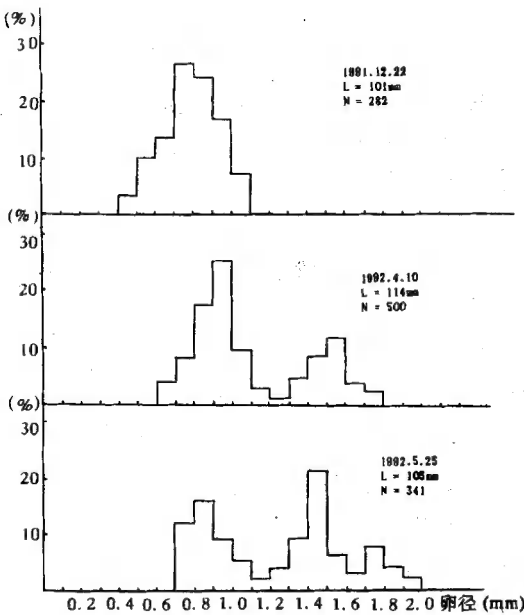 (%)
30
20
10
1991.12.22
L = 101mm
N = 282
(%)
30
20
10
1992.4.10
L = 114mm
N = 500
(%)
30
20
10
1992.5.25
L = 105mm
N = 341
0.2 0.4 0.6 0.8 1.0 1.2 1.4 1.6 1.8 2.0 卵径 (mm)